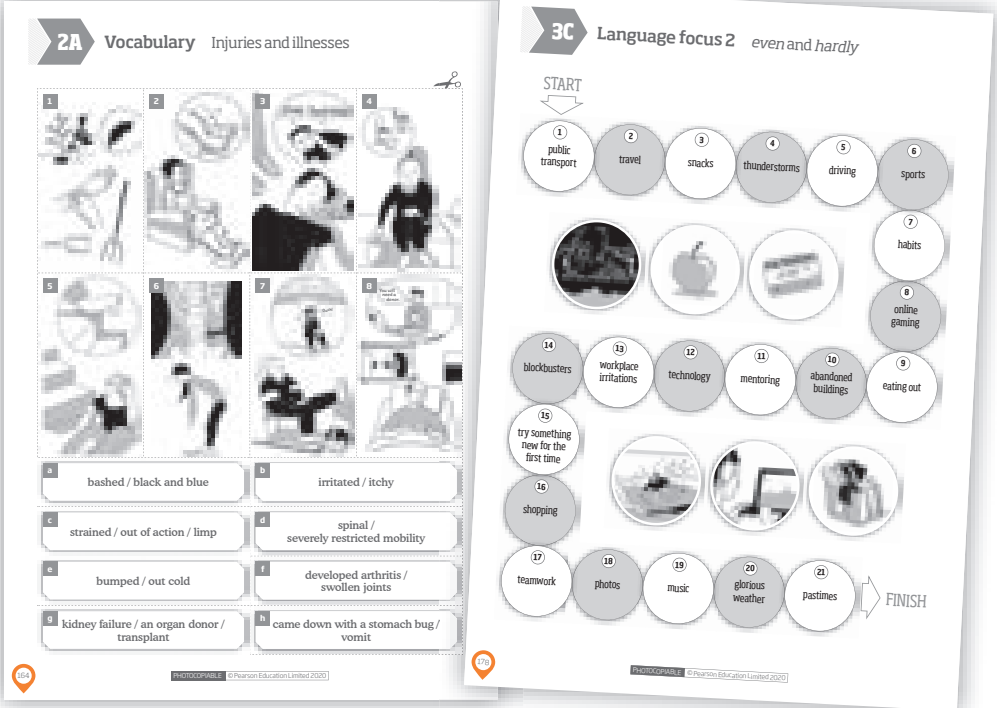 2A Vocabulary Injuries and illnesses
1
2
3
4
5
6
7
8
You will
need a
donor.
a
bashed / black and blue
b
irritated / itchy
c
strained / out of action / limp
d
spinal /
severely restricted mobility
e
bumped / out cold
f
developed arthritis /
swollen joints
g
kidney failure / an organ donor /
transplant
h
came down with a stomach bug /
vomit
164
PHOTOCOPIABLE © Pearson Education Limited 2020
3C Language focus 2 even and hardly
START
1
public
transport
2
travel
3
snacks
4
thunderstorms
5
driving
6
sports
7
habits
8
online
gaming
9
eating out
10
abandoned
buildings
11
mentoring
12
technology
13
workplace
irritations
14
blockbusters
15
try something
new for the
first time
16
shopping
17
teamwork
18
photos
19
music
20
glorious
weather
21
pastimes
FINISH
178
PHOTOCOPIABLE © Pearson Education Limited 2020